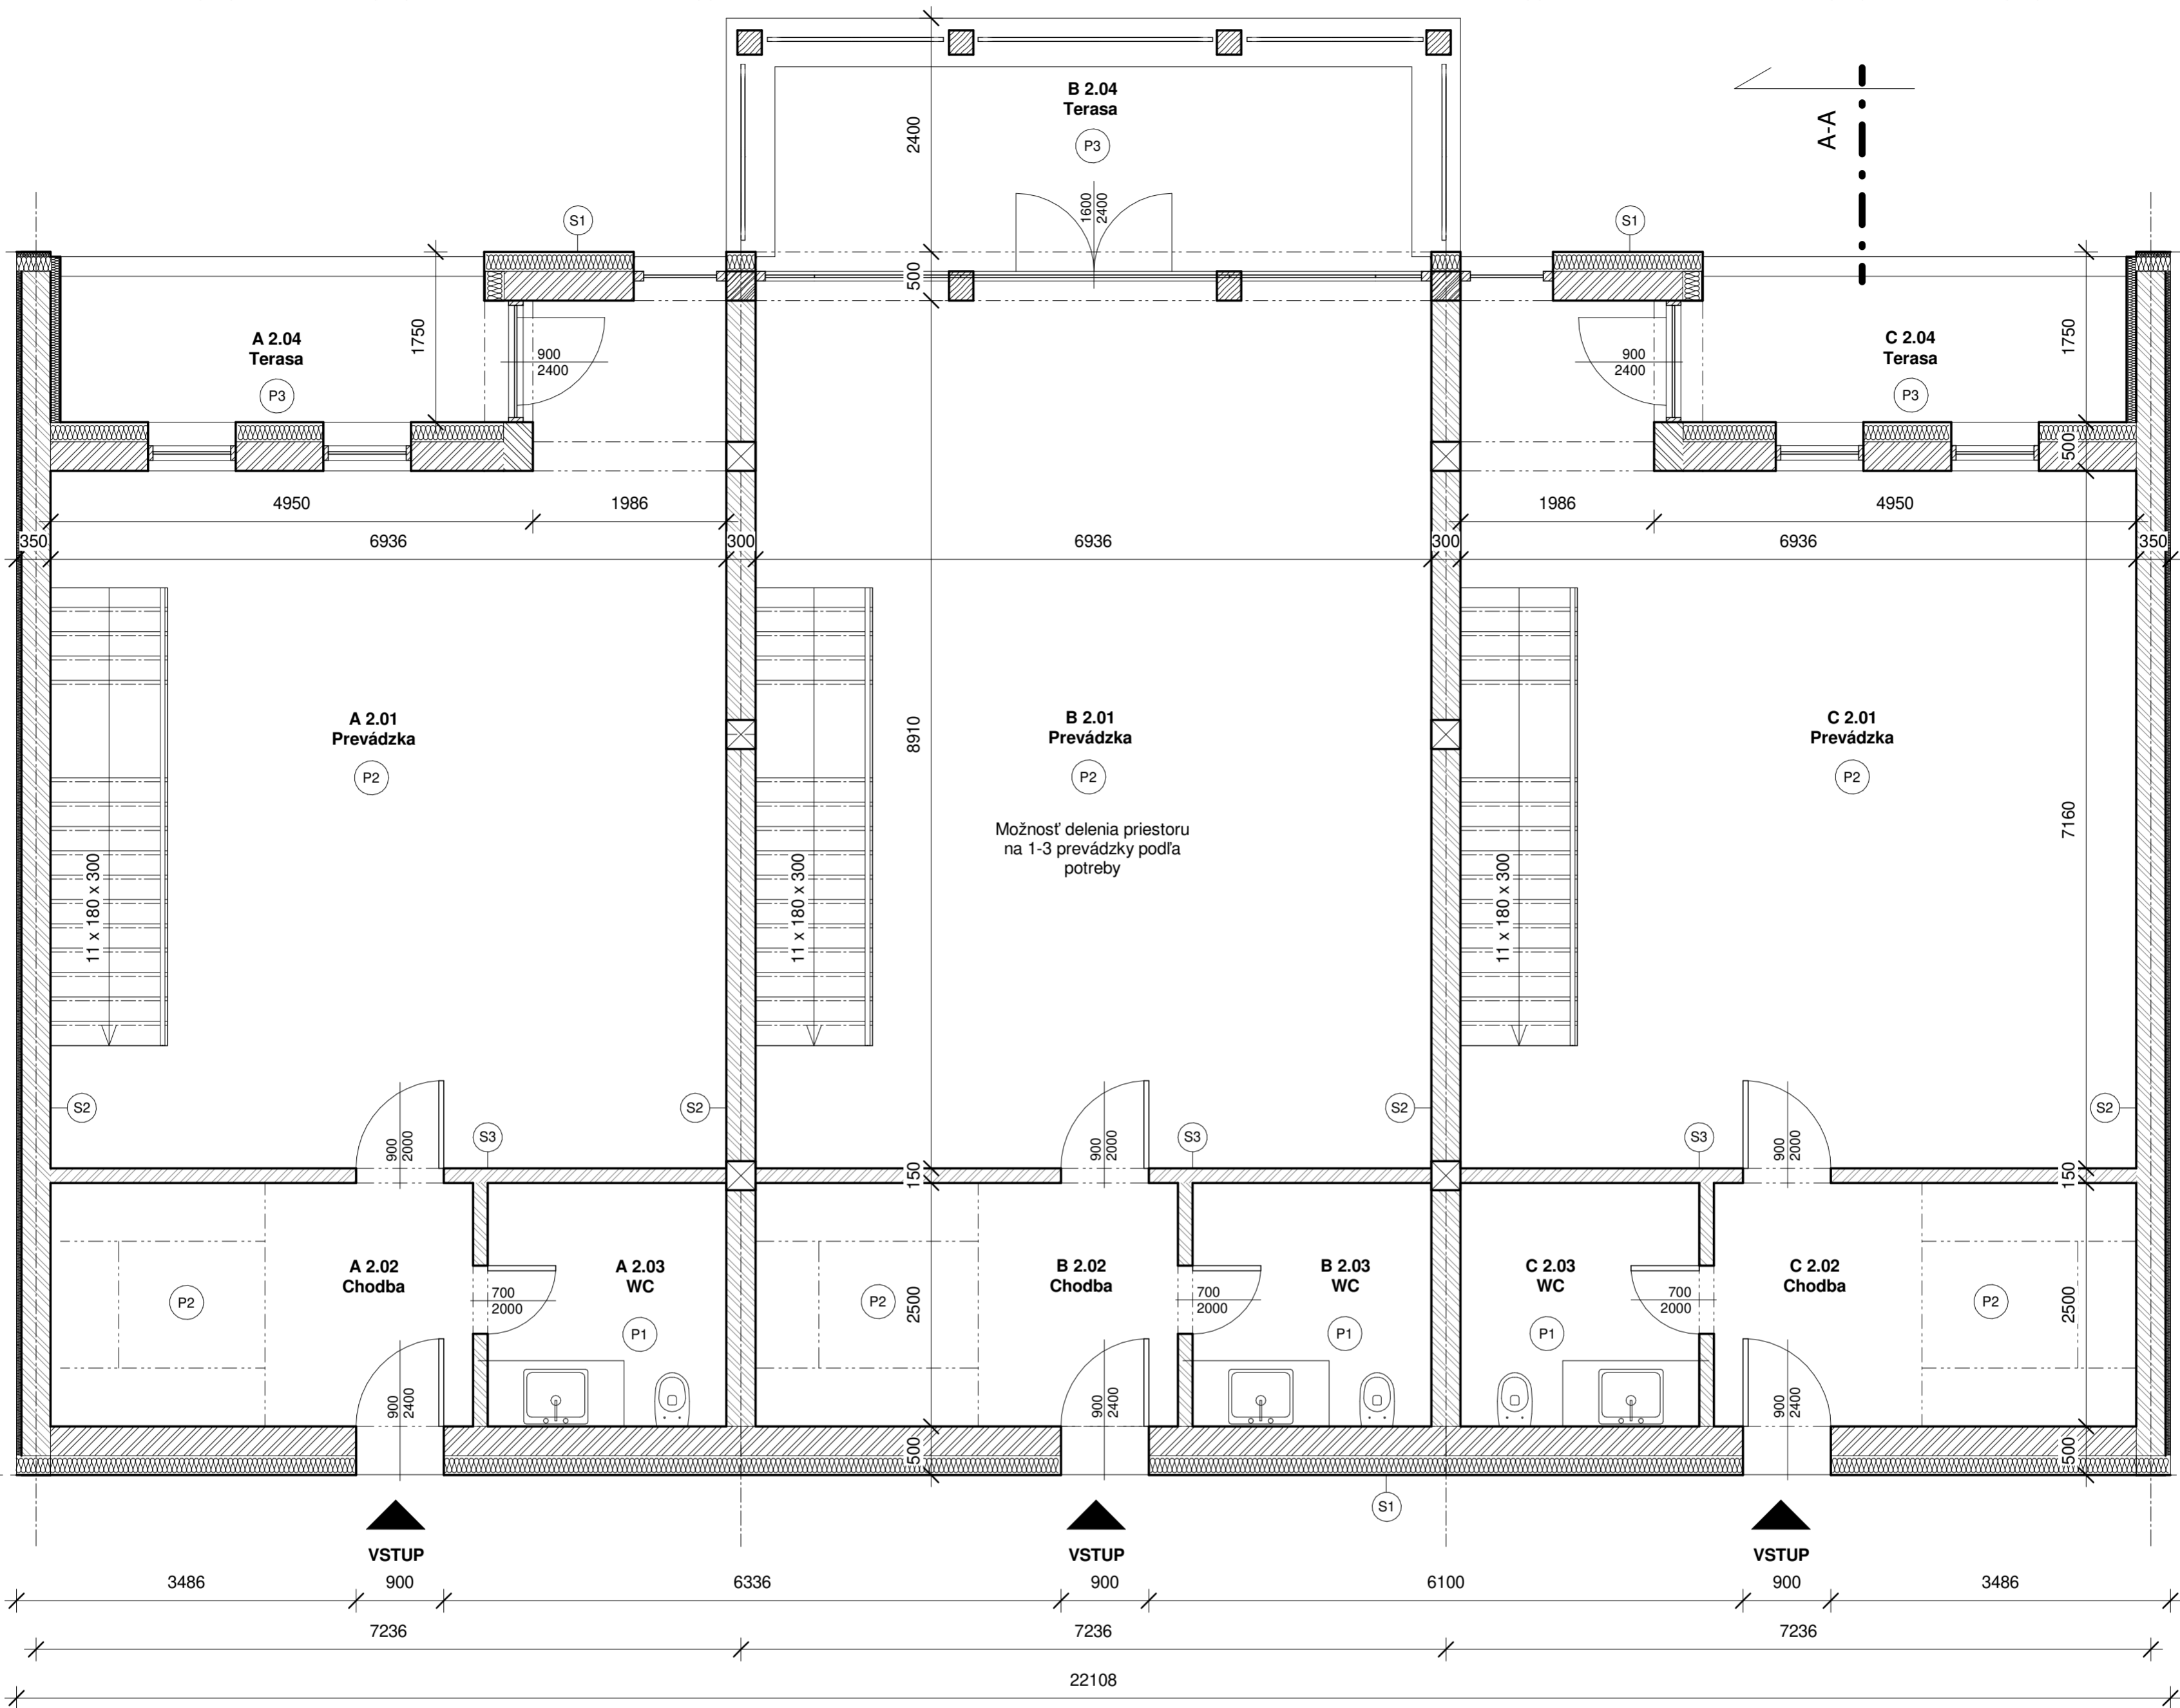 B 2.04
Terasa
P3
A-A
2400
1600
2400
S1
S1
500
1750
A 2.04
Terasa
P3
900
2400
900
2400
C 2.04
Terasa
P3
1750
500
4950
1986
1986
4950
350
6936
300
6936
300
6936
350
A 2.01
Prevádzka
P2
8910
B 2.01
Prevádzka
P2
Možnosť delenia priestoru
na 1-3 prevádzky podľa
potreby
C 2.01
Prevádzka
P2
7160
11 x 180 x 300
11 x 180 x 300
11 x 180 x 300
S2
S2
S2
S2
900
2000
S3
900
2000
S3
S3
900
2000
150
150
A 2.02
Chodba
P2
A 2.03
WC
P1
700
2000
P2
2500
B 2.02
Chodba
700
2000
B 2.03
WC
P1
C 2.03
WC
P1
700
2000
C 2.02
Chodba
P2
2500
900
2400
900
2400
900
2400
500
500
S1
VSTUP
VSTUP
VSTUP
3486
900
6336
900
6100
900
3486
7236
7236
7236
22108